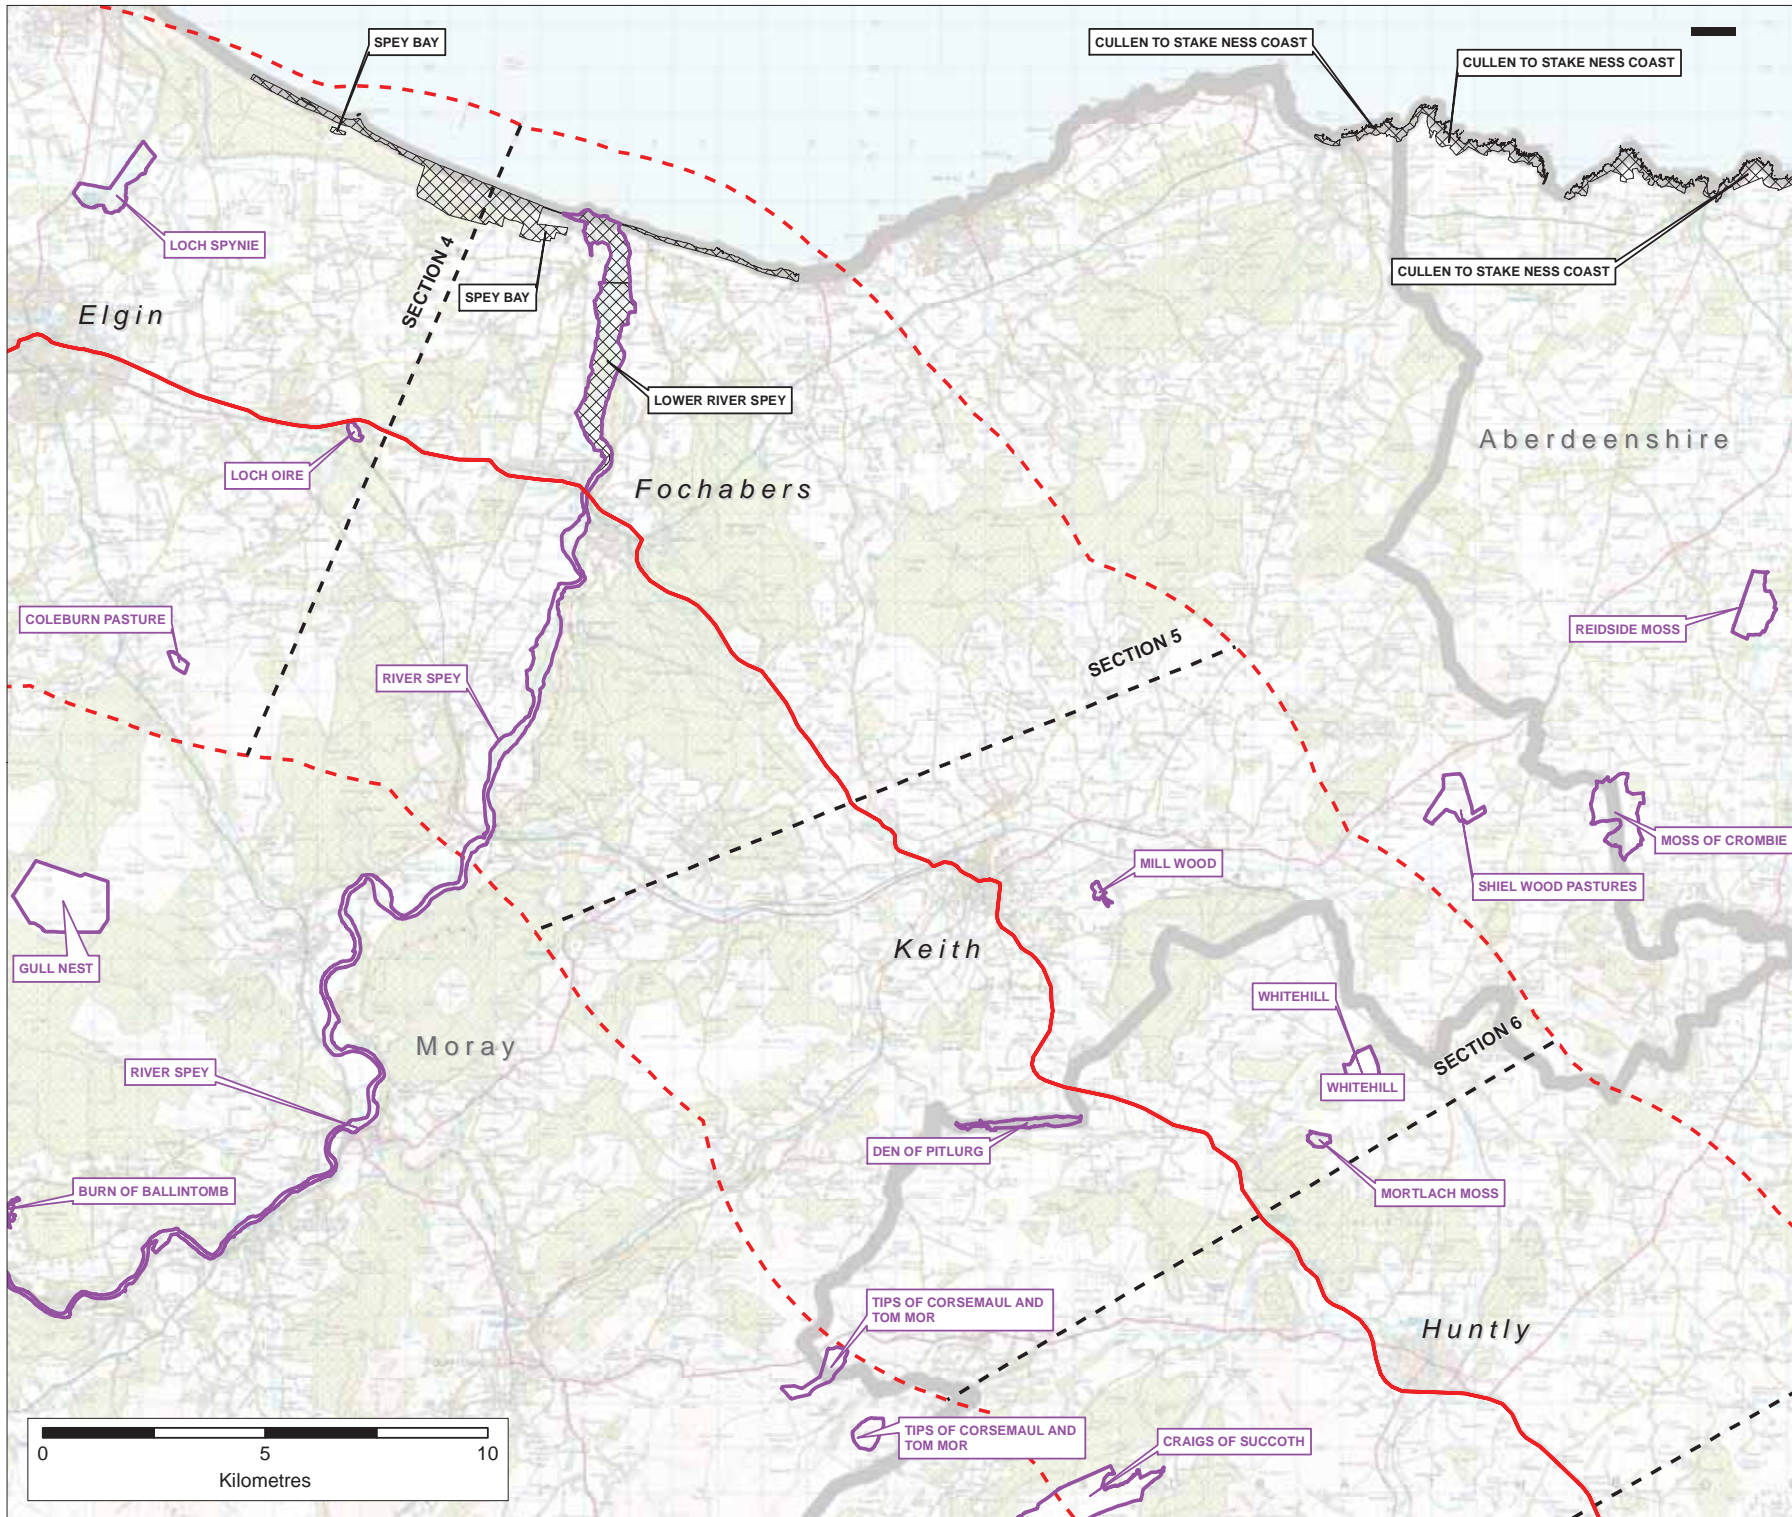 SPEY BAY
CULLEN TO STAKE NESS COAST
CULLEN TO STAKE NESS COAST
LOCH SPYNIE
CULLEN TO STAKE NESS COAST
SECTION 4
SPEY BAY
Elgin
LOWER RIVER SPEY
Aberdeenshire
LOCH OIRE
Fochabers
COLEBURN PASTURE
REIDSIDE MOSS
SECTION 5
RIVER SPEY
MOSS OF CROMBIE
MILL WOOD
SHIEL WOOD PASTURES
Keith
GULL NEST
WHITEHILL
SECTION 6
Moray
RIVER SPEY
WHITEHILL
DEN OF PITLURG
BURN OF BALLINTOMB
MORTLACH MOSS
TIPS OF CORSEMAUL AND
TOM MOR
Huntly
TIPS OF CORSEMAUL AND
TOM MOR
CRAIGS OF SUCCOTH
0 5 10
Kilometres